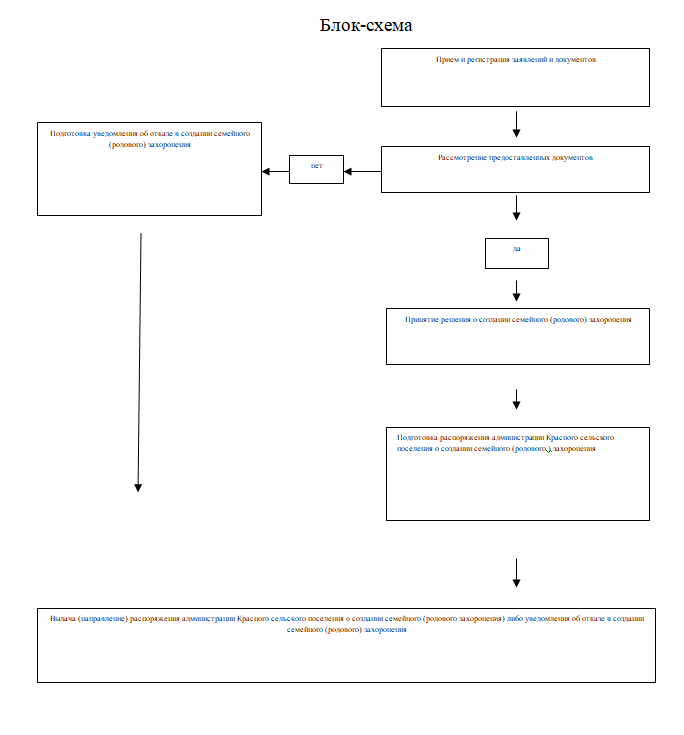 Блок-схема
Прием и регистрация заявлений и документов
Подготовка уведомления об отказе в создании семейного
(родового) захоронения
Рассмотрение предоставленных документов
нет
да
Принятие решения о создании семейного (родового) захоронения
Подготовка распоряжения администрации Красного сельского
поселения о создании семейного (родового ) захоронения
Выдача (направление) распоряжения администрации Красного сельского поселения о создании семейного (родового захоронения) либо уведомления об отказе в создании
семейного (родового) захоронения